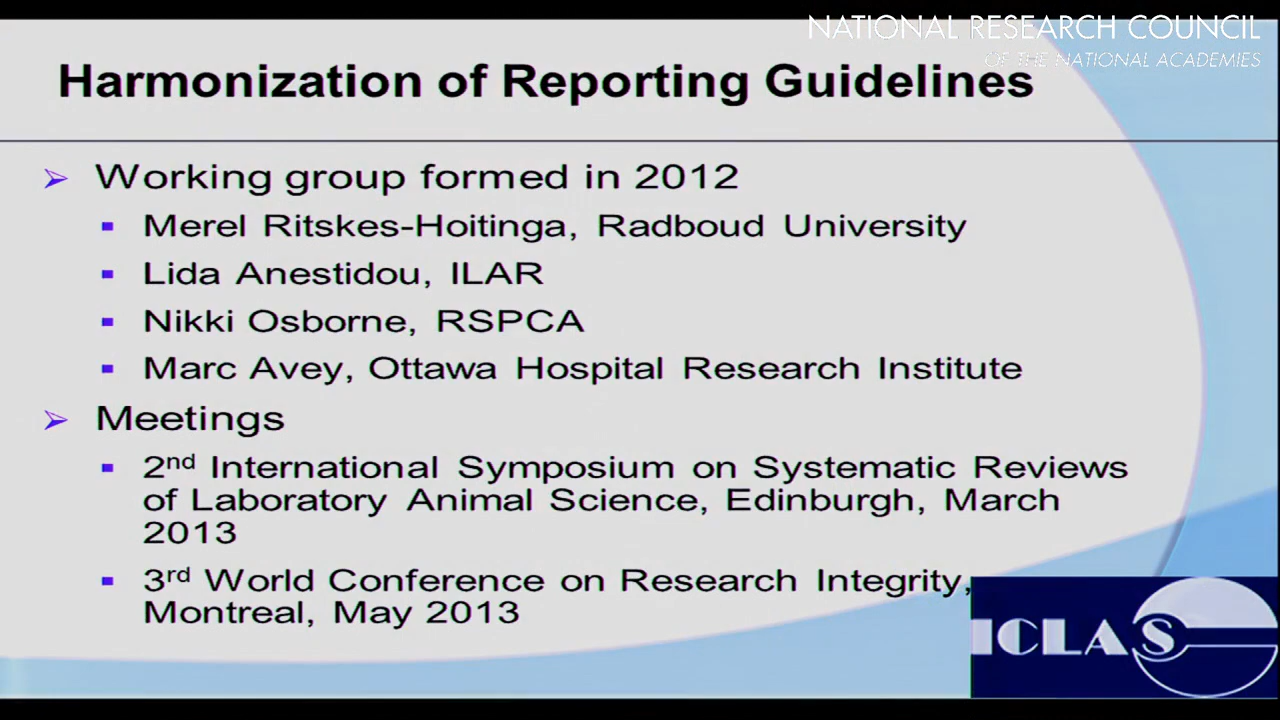 NATIONAL RESEARCH COUNCIL
OF THE NATIONAL ACADEMIES
Harmonization of Reporting Guidelines
Working group formed in 2012
Merel Ritskes-Hoitinga, Radboud University
Lida Anestidou, ILAR
Nikki Osborne, RSPCA
Marc Avey, Ottawa Hospital Research Institute
Meetings
2nd International Symposium on Systematic Reviews
of Laboratory Animal Science, Edinburgh, March
2013
3rd World Conference on Research Integrity,
Montreal, May 2013
ICLAS